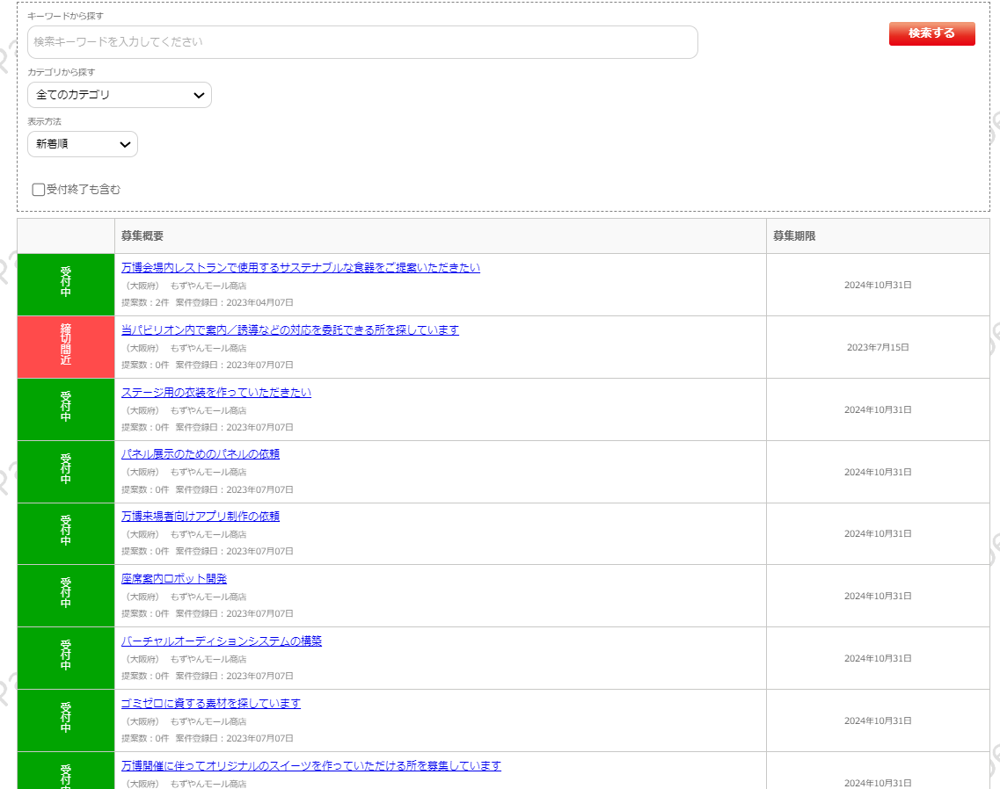 キーワードから探す
検索キーワードを入力してください
検索する
カテゴリから探す
全てのカテゴリ
表示方法
新着順
受付終了も含む
募集概要
募集期限
受付中
万博会場内レストランで使用するサステナブルな食器をご提案いただきたい
（大阪府） もずやんモール商店
提案数：2件 案件登録日：2023年04月07日
2024年10月31日
締切間近
当パビリオン内で案内／誘導などの対応を委託できる所を探しています
（大阪府） もずやんモール商店
提案数：0件 案件登録日：2023年07月07日
2023年7月15日
受付中
ステージ用の衣装を作っていただきたい
（大阪府） もずやんモール商店
提案数：0件 案件登録日：2023年07月07日
2024年10月31日
受付中
パネル展示のためのパネルの依頼
（大阪府） もずやんモール商店
提案数：0件 案件登録日：2023年07月07日
2024年10月31日
受付中
万博来場者向けアプリ制作の依頼
（大阪府） もずやんモール商店
提案数：0件 案件登録日：2023年07月07日
2024年10月31日
受付中
座席案内ロボット開発
（大阪府） もずやんモール商店
提案数：0件 案件登録日：2023年07月07日
2024年10月31日
受付中
バーチャルオーディションシステムの構築
（大阪府） もずやんモール商店
提案数：0件 案件登録日：2023年07月07日
2024年10月31日
受付中
ゴミゼロに資する素材を探しています
（大阪府） もずやんモール商店
提案数：0件 案件登録日：2023年07月07日
2024年10月31日
受付中
万博開催に伴ってオリジナルのスイーツを作っていただける所を募集しています
（大阪府） もずやんモール商店
2024年10月31日